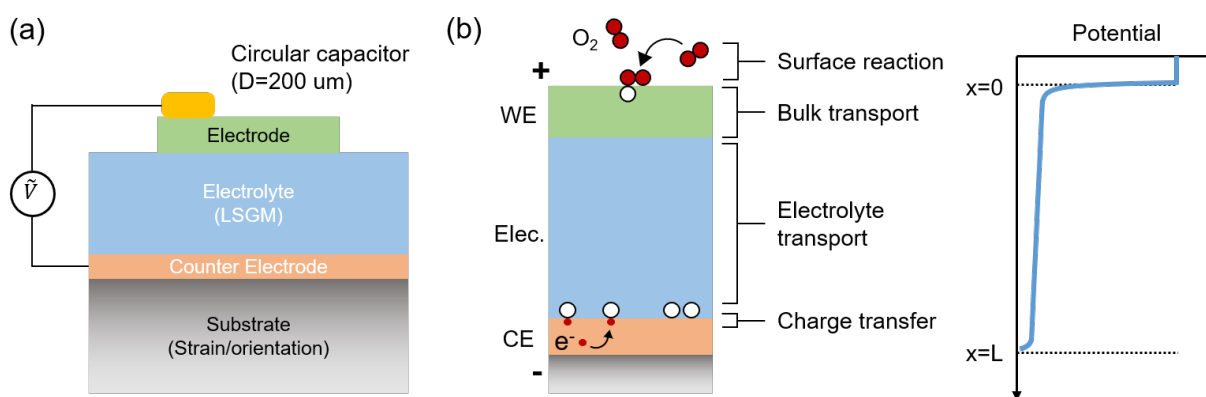 (a)
Circular capacitor
(D=200 um)
Electrode
Ṽ
Electrolyte
(LSGM)
Counter Electrode
Substrate
(Strain/orientation)
(b)
O2
+
WE
Elec.
CE
e-
-
Surface reaction
Bulk transport
Electrolyte
transport
Charge transfer
Potential
x=0
x=L